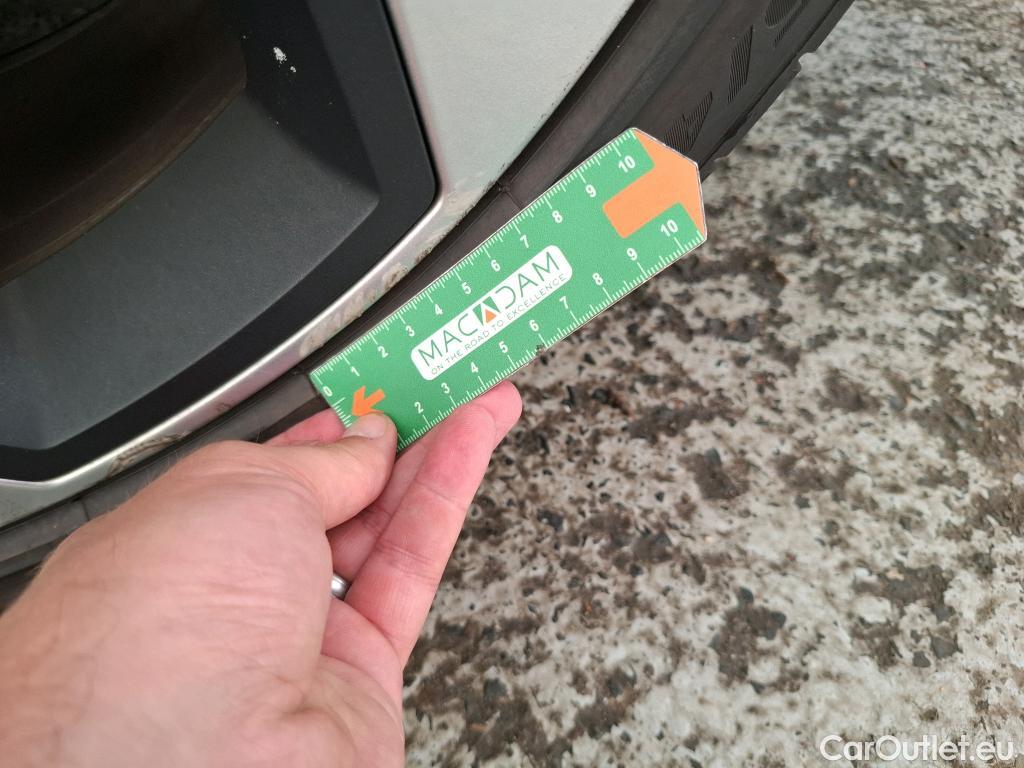 0 1 2 3 4 5 6 7 8 9 10
MACADAM
ON THE ROAD TO EXCELLENCE
2 3 4 5 6 7 8 9 10
CarOutlet.eu